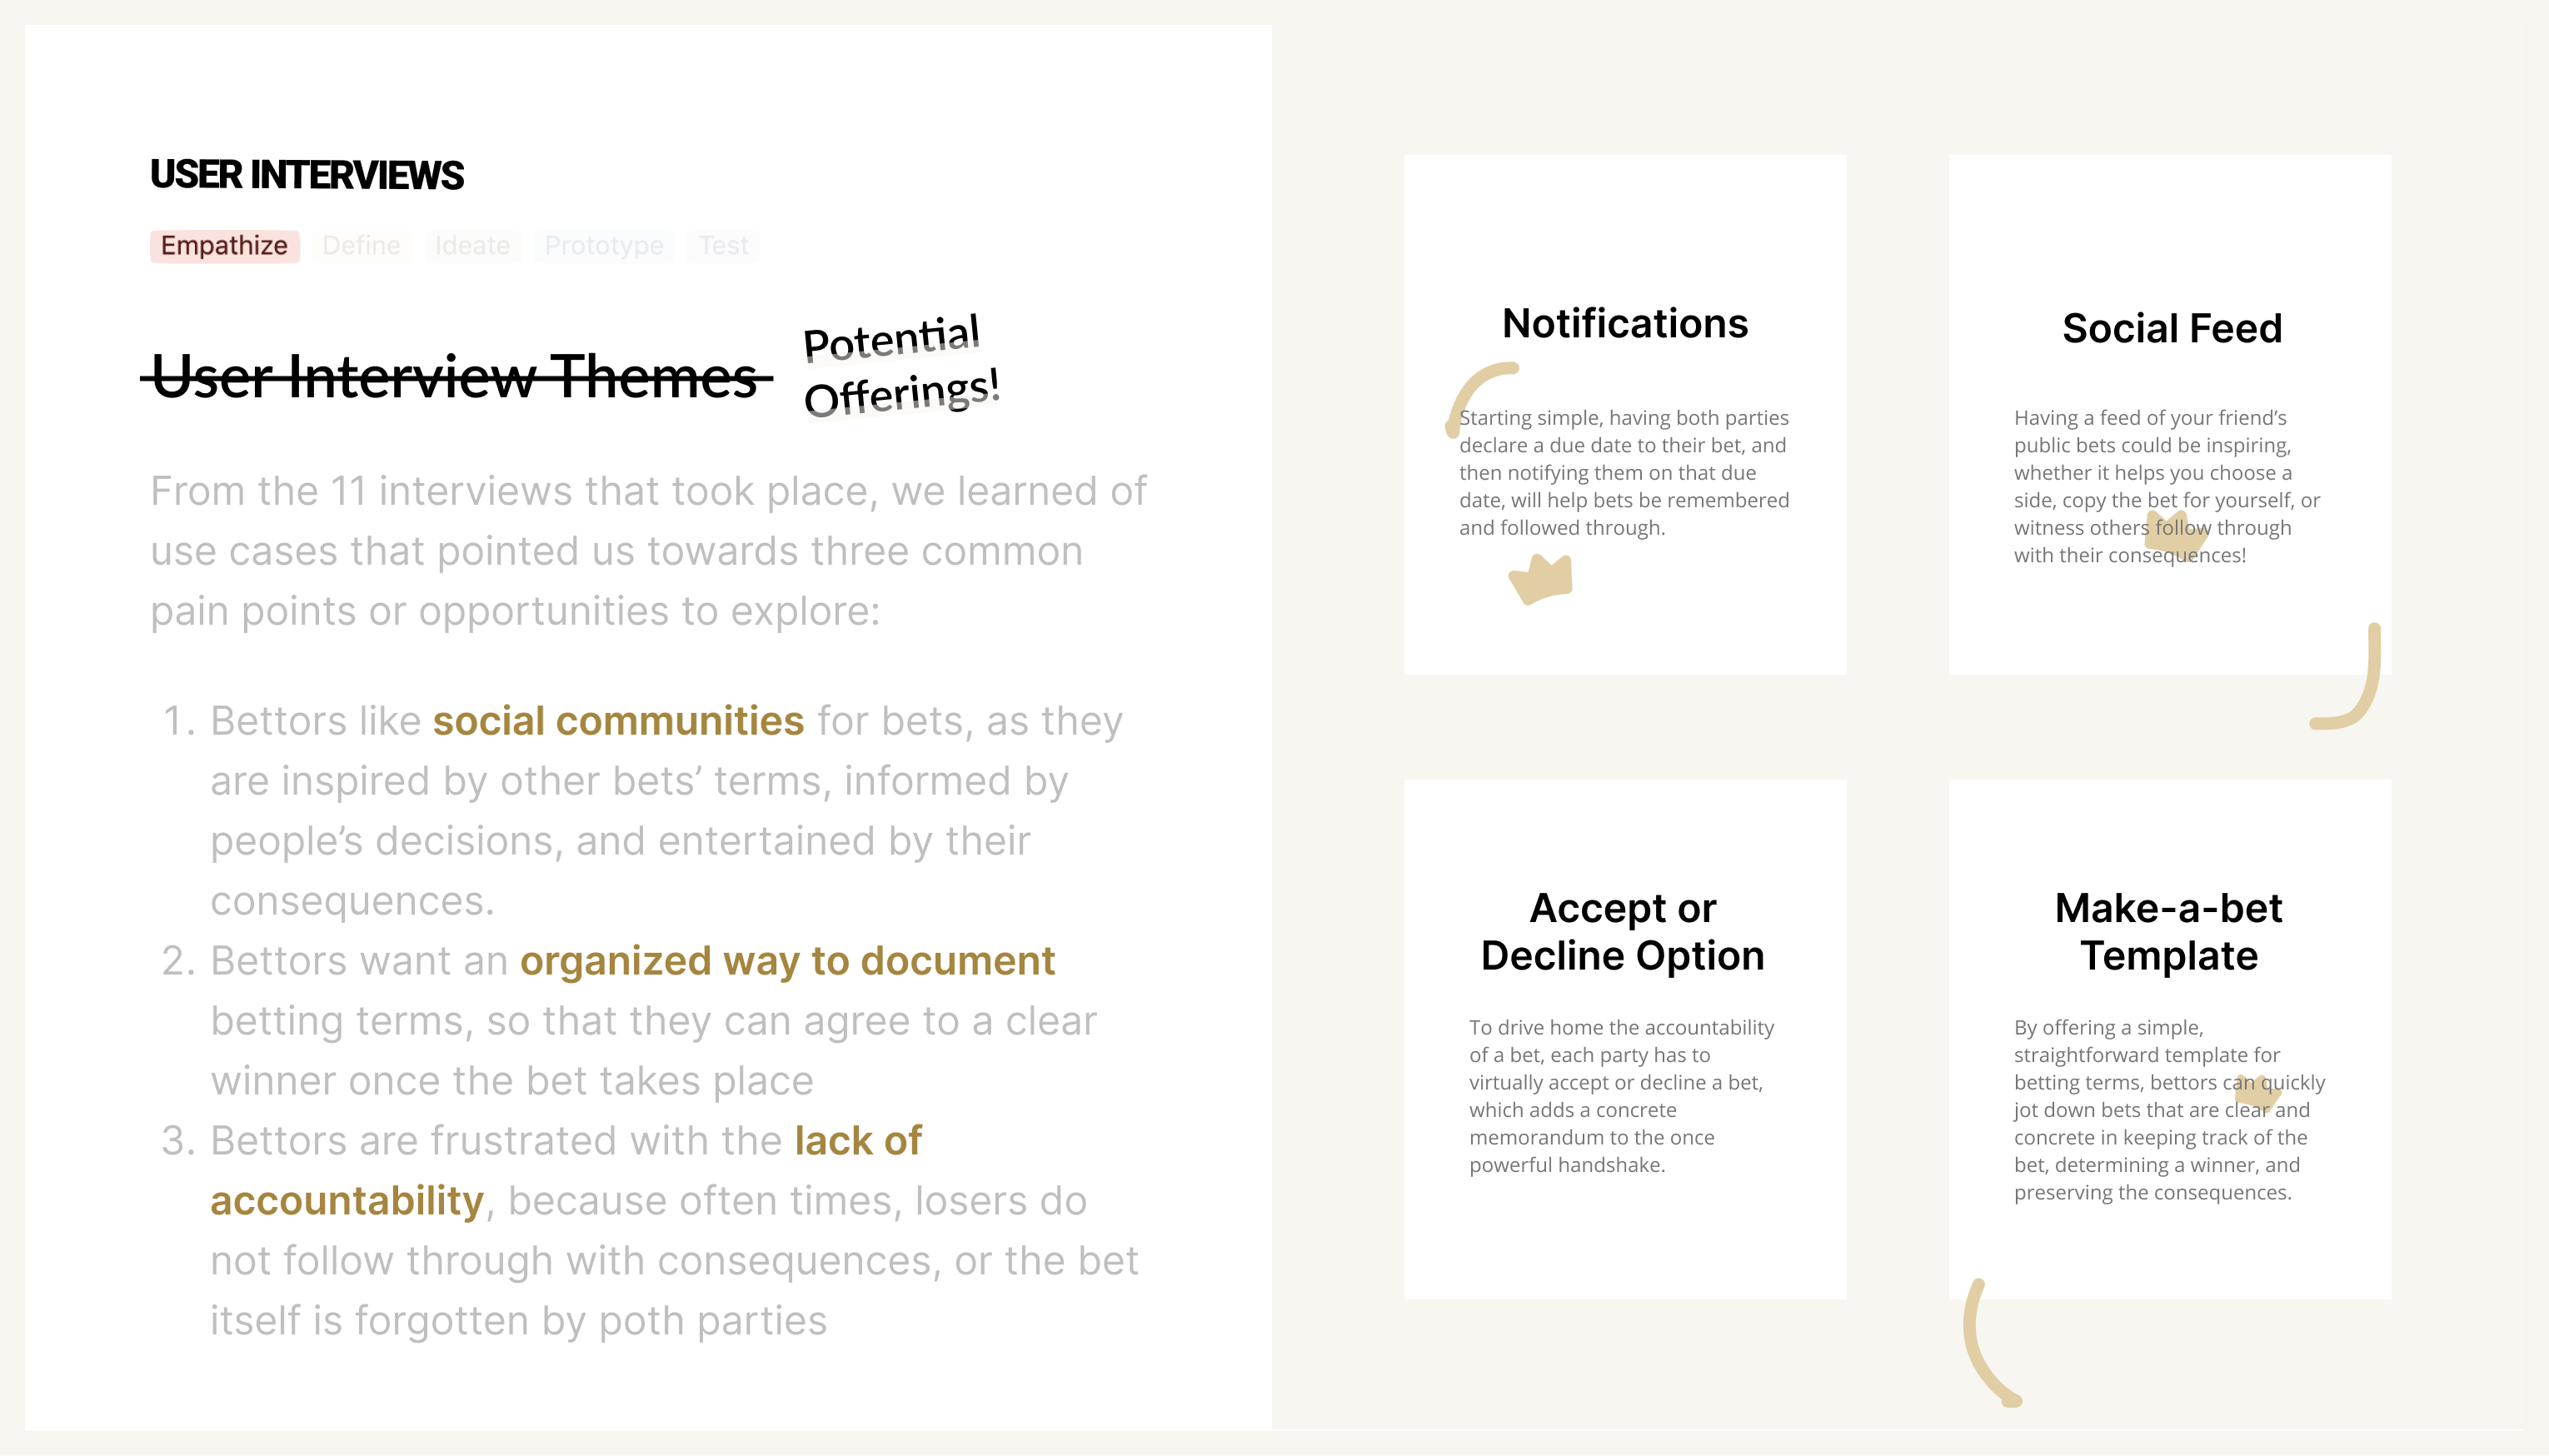 USER INTERVIEWS
Empathize Define Ideate Prototype Test
User Interview Themes
Potential
Offerings!
From the 11 interviews that took place, we learned of
use cases that pointed us towards three common
pain points or opportunities to explore:
1. Bettors like social communities for bets, as they
are inspired by other bets’ terms, informed by
people’s decisions, and entertained by their
consequences.
2. Bettors want an organized way to document
betting terms, so that they can agree to a clear
winner once the bet takes place
3. Bettors are frustrated with the lack of
accountability, because often times, losers do
not follow through with consequences, or the bet
itself is forgotten by poth parties
Notifications
Starting simple, having both parties
declare a due date to their bet, and
then notifying them on that due
date, will help bets be remembered
and followed through.
Social Feed
Having a feed of your friend’s
public bets could be inspiring,
whether it helps you choose a
side, copy the bet for yourself, or
witness others follow through
with their consequences!
Accept or
Decline Option
To drive home the accountability
of a bet, each party has to
virtually accept or decline a bet,
which adds a concrete
memorandum to the once
powerful handshake.
Make-a-bet
Template
By offering a simple,
straightforward template for
betting terms, bettors can quickly
jot down bets that are clear and
concrete in keeping track of the
bet, determining a winner, and
preserving the consequences.